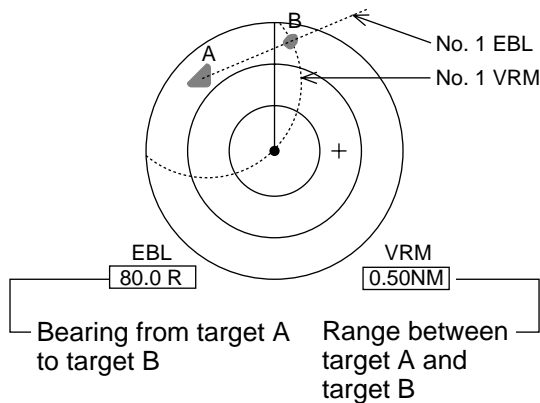 B
A
No. 1 EBL
No. 1 VRM
EBL
80.0 R
VRM
0.50NM
Bearing from target A
to target B
Range between
target A and
target B